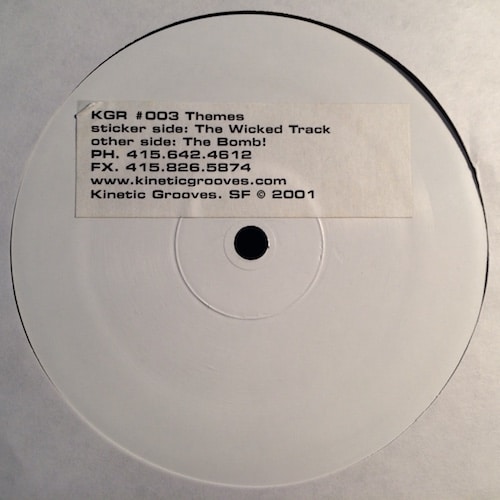 KGR #003 Themes
sticker side: The Wicked Track
other side: The Bomb!
PH. 415.642.4612
FX. 415.826.5874
www.kineticgrooves.com
Kinetic Grooves. SF © 2001